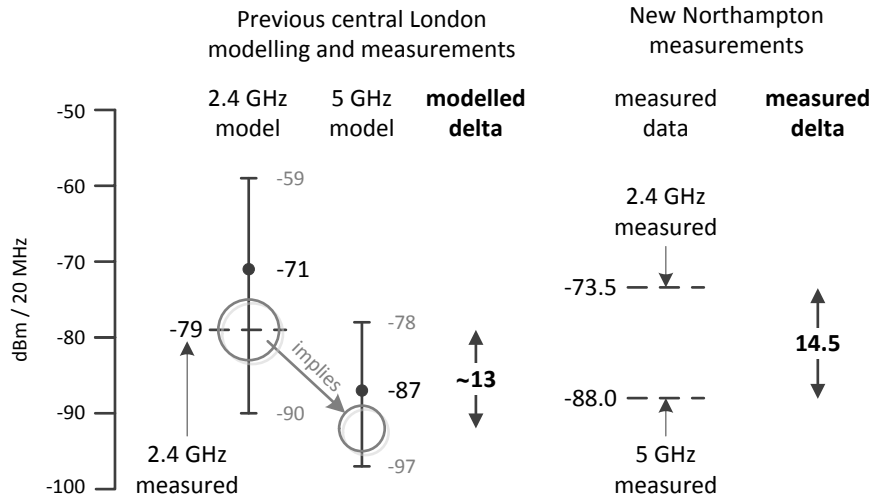 Previous central London
modelling and measurements
New Northampton
measurements
2.4 GHz
model
5 GHz
model
modelled
delta
measured
data
measured
delta
dBm / 20 MHz
-50
-60
-70
-80
-90
-100
-59
-71
-79
-90
2.4 GHz
measured
implies
-78
-87
-97
~13
2.4 GHz
measured
-73.5
-88.0
5 GHz
measured
14.5